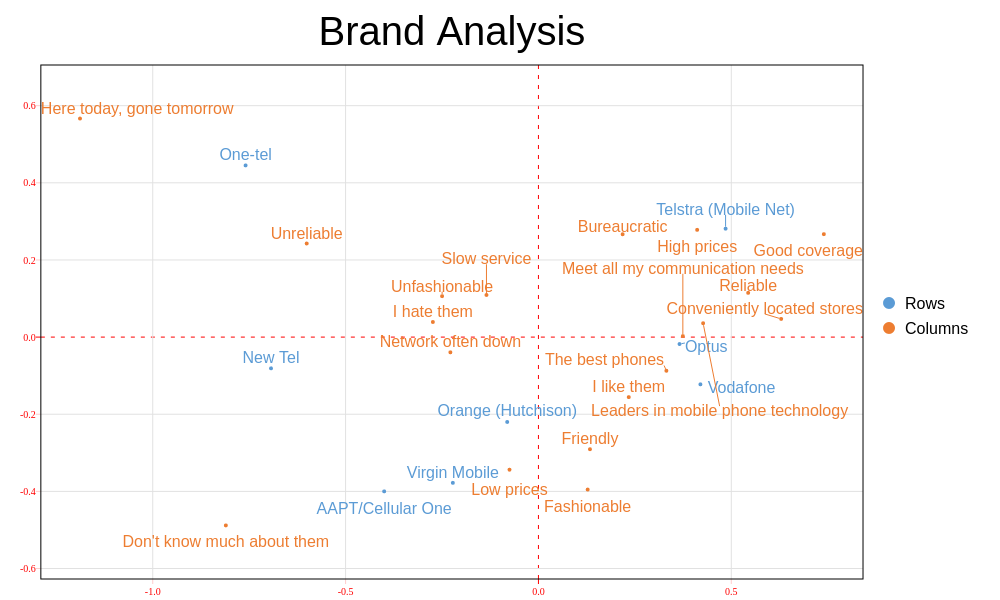 Brand Analysis
0.6
Here today, gone tomorrow
One-tel
0.4
Telstra (Mobile Net)
Bureaucratic
Unreliable
High prices
Good coverage
Slow service
0.2
Meet all my communication needs
Unfashionable
Reliable
I hate them
Conveniently located stores
Rows
Columns
0.0
Network often down
Optus
New Tel
The best phones
I like them
Vodafone
Orange (Hutchison)
Leaders in mobile phone technology
-0.2
Friendly
Virgin Mobile
Low prices
-0.4
AAPT/Cellular One
Fashionable
Don't know much about them
-0.6
-1.0
-0.5
0.0
0.5